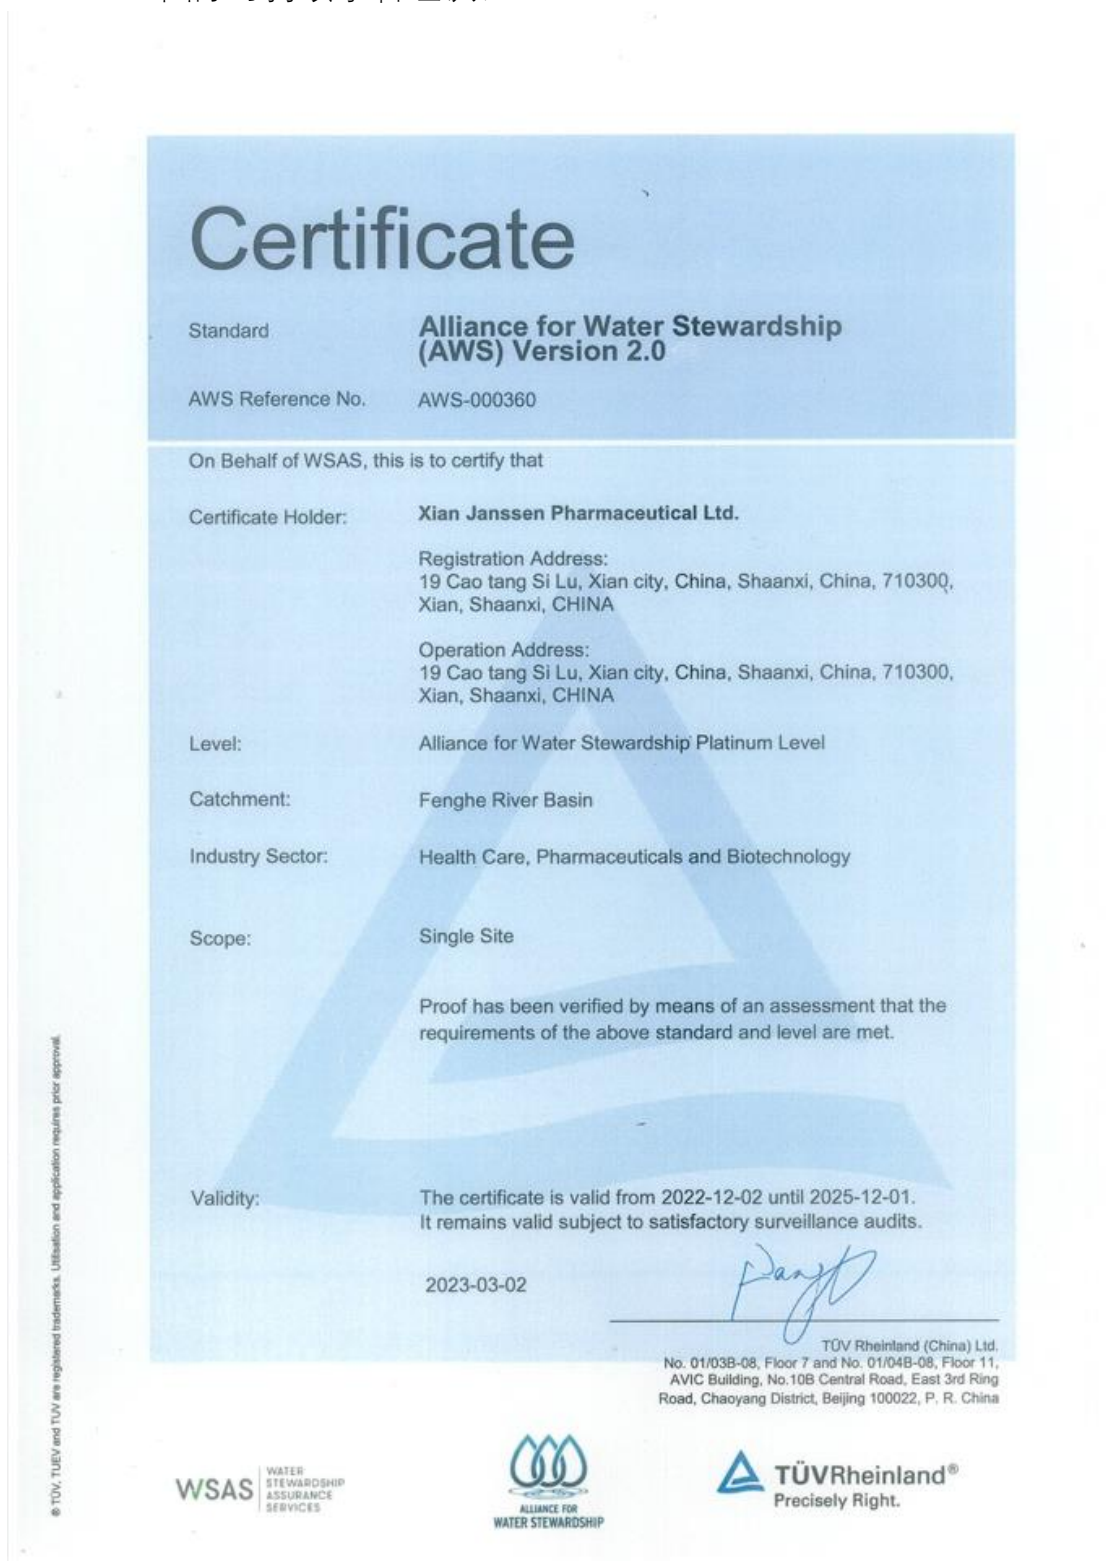 Certificate
Standard
Alliance for Water Stewardship
(AWS) Version 2.0
AWS Reference No.
AWS-000360
On Behalf of WSAS, this is to certify that
Certificate Holder:
Xian Janssen Pharmaceutical Ltd.
Registration Address:
19 Cao tang Si Lu, Xian city, China, Shaanxi, China, 710300,
Xian, Shaanxi, CHINA
Operation Address:
19 Cao tang Si Lu, Xian city, China, Shaanxi, China, 710300,
Xian, Shaanxi, CHINA
Level:
Alliance for Water Stewardship Platinum Level
Catchment:
Fenghe River Basin
Industry Sector:
Health Care, Pharmaceuticals and Biotechnology
Scope:
Single Site
Proof has been verified by means of an assessment that the
requirements of the above standard and level are met.
Validity:
The certificate is valid from 2022-12-02 until 2025-12-01.
It remains valid subject to satisfactory surveillance audits.
2023-03-02
TÜV Rheinland (China) Ltd.
No. 01/03B-08, Floor 7 and No. 01/04B-08, Floor 11,
AVIC Building, No.10B Central Road, East 3rd Ring
Road, Chaoyang District, Beijing 100022, P. R. China
® TÜV, TUEV and TUV are registered trademarks. Utilisation and application requires prior approval.
WSAS
WATER
STEWARDSHIP
ASSURANCE
SERVICES
ALLIANCE FOR
WATER STEWARDSHIP
TÜVRheinland®
Precisely Right.